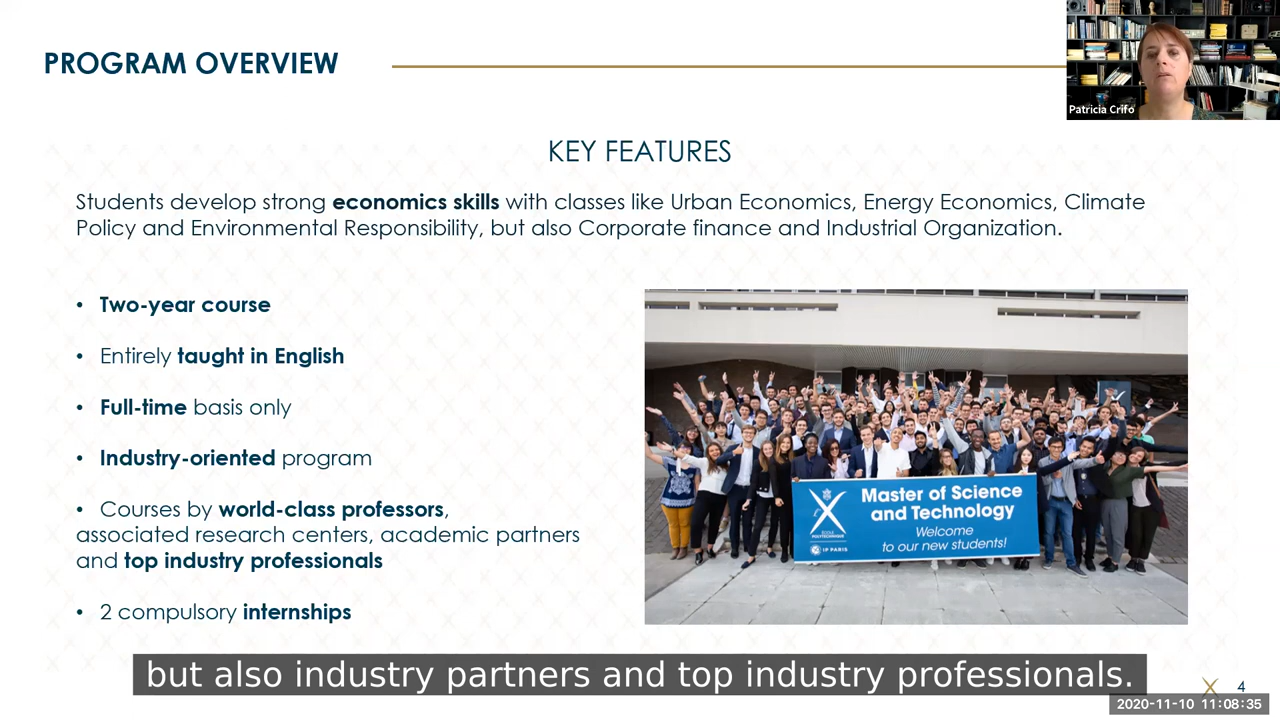 PROGRAM OVERVIEW
Patricia Crifo
KEY FEATURES
Students develop strong economics skills with classes like Urban Economics, Energy Economics, Climate
Policy and Environmental Responsibility, but also Corporate finance and Industrial Organization.
• Two-year course
• Entirely taught in English
• Full-time basis only
• Industry-oriented program
• Courses by world-class professors,
associated research centers, academic partners
and top industry professionals
• 2 compulsory internships
Master of Science
and Technology
Welcome
to our new students!
ÉCOLE
POLYTECHNIQUE
IP PARIS
but also industry partners and top industry professionals.
4
2020-11-10 11:08:35